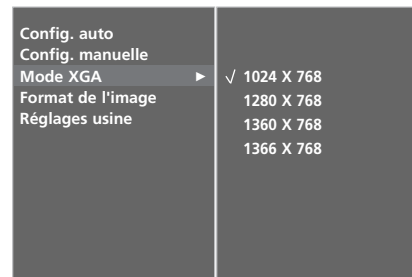 Config. auto
Config. manuelle
Mode XGA ►
Format de l'image
Réglages usine
√ 1024 X 768
1280 X 768
1360 X 768
1366 X 768